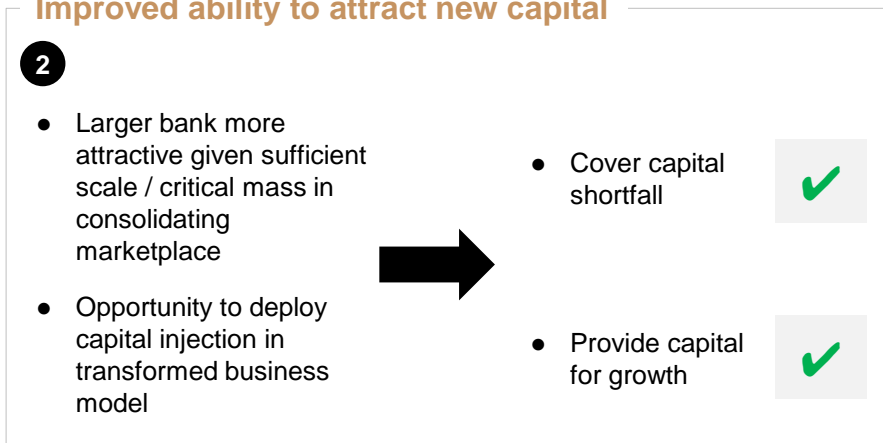 Improved ability to attract new capital
2
● Larger bank more
attractive given sufficient
scale / critical mass in
consolidating
marketplace
● Opportunity to deploy
capital injection in
transformed business
model
● Cover capital
shortfall
✔
● Provide capital
for growth
✔